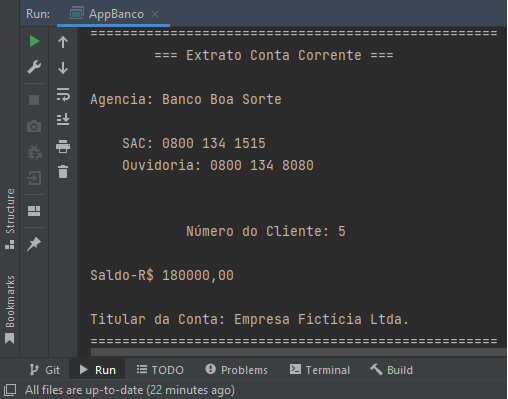 Run: AppBanco
===================================================
=== Extrato Conta Corrente ===
Agencia: Banco Boa Sorte
SAC: 0800 134 1515
Ouvidoria: 0800 134 8080
Número do Cliente: 5
Saldo-R$ 180000,00
Titular da Conta: Empresa Fictícia Ltda.
===================================================
Structure
Bookmarks
Git Run TODO Problems Terminal Build
All files are up-to-date (22 minutes ago)